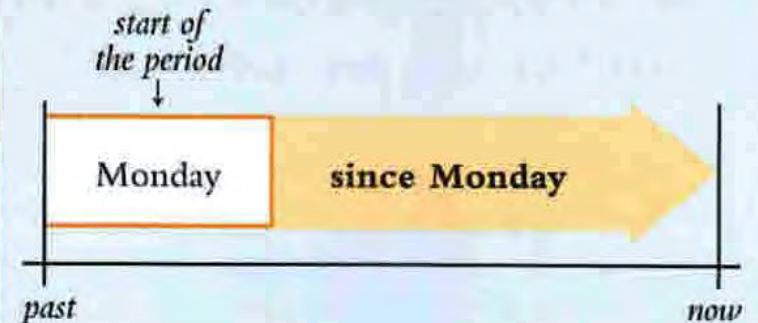 start of
the period
Monday
since Monday
past
now